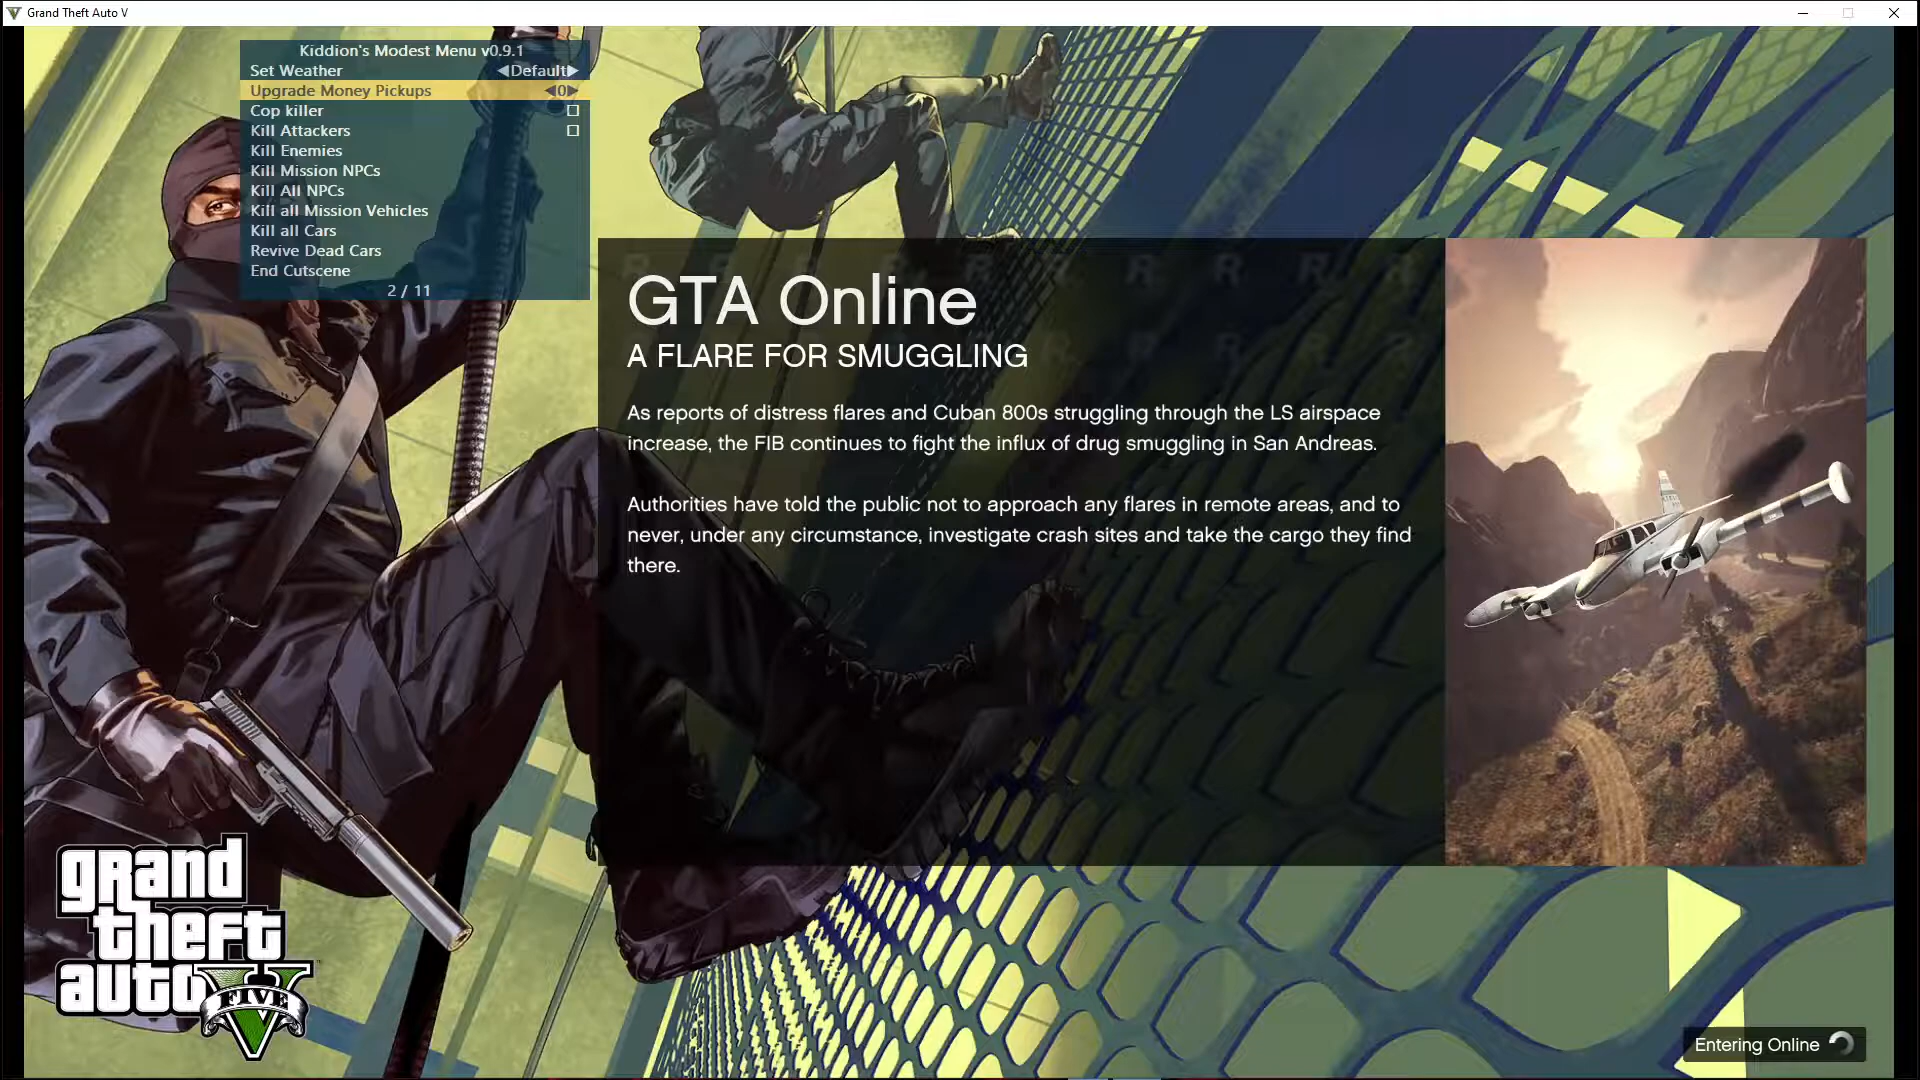 Grand Theft Auto V
Kiddion's Modest Menu v0.9.1
Set Weather ◀Default▶
Upgrade Money Pickups ◀0▶
Cop killer
Kill Attackers
Kill Enemies
Kill Mission NPCs
Kill All NPCs
Kill all Mission Vehicles
Kill all Cars
Revive Dead Cars
End Cutscene
2 / 11
GTA Online
A FLARE FOR SMUGGLING
As reports of distress flares and Cuban 800s struggling through the LS airspace
increase, the FIB continues to fight the influx of drug smuggling in San Andreas.
Authorities have told the public not to approach any flares in remote areas, and to
never, under any circumstance, investigate crash sites and take the cargo they find
there.
grand
theft
auto V
FIVE
Entering Online